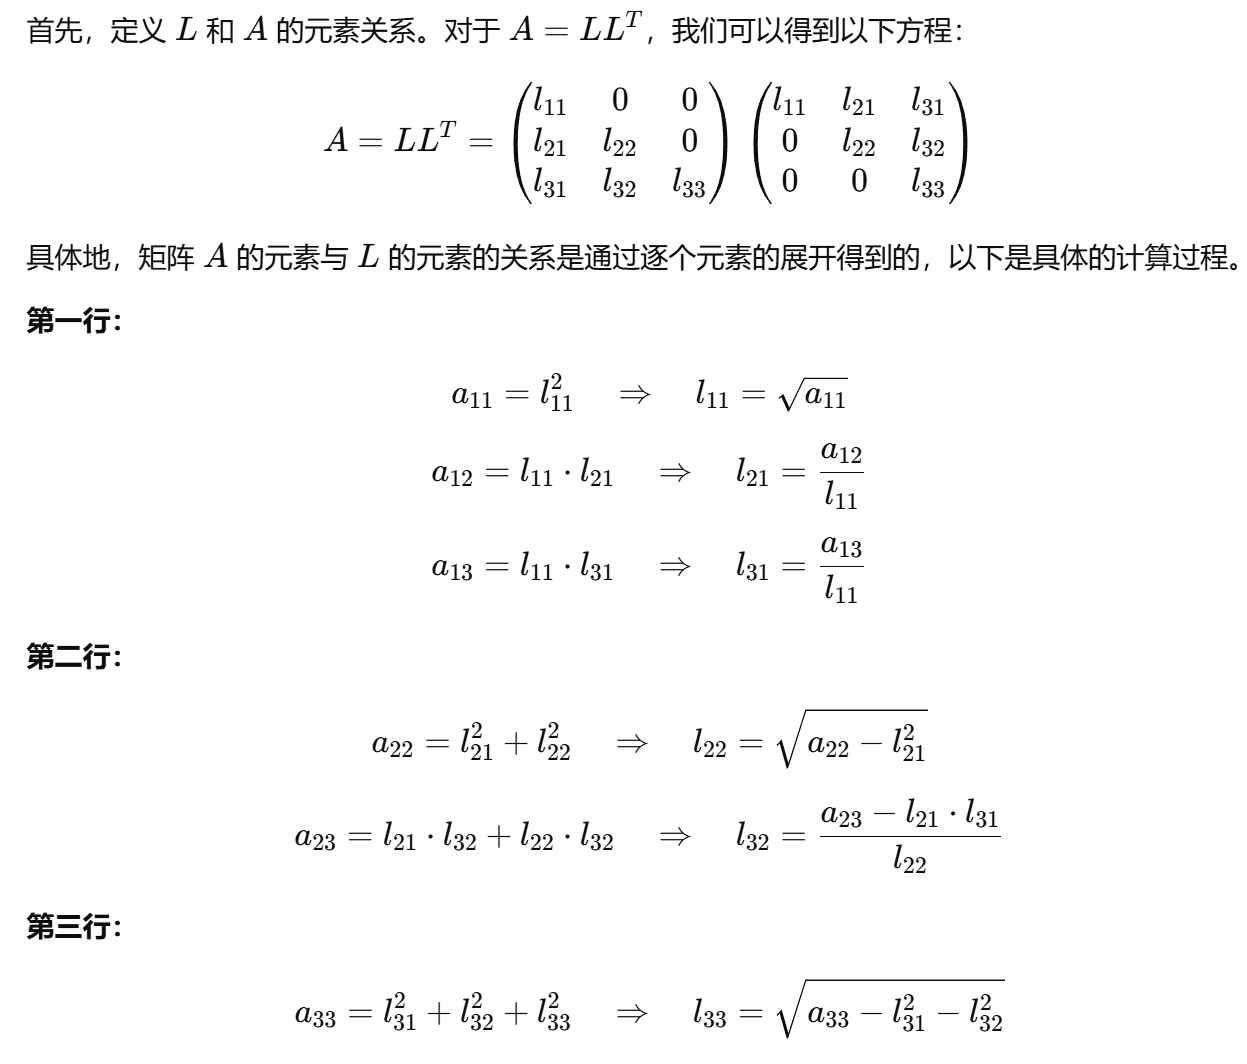 首先，定义 L 和 A 的元素关系。对于 A = LL^T，我们可以得到以下方程：
A = LL^T = \begin{pmatrix} l_{11} & 0 & 0 \\ l_{21} & l_{22} & 0 \\ l_{31} & l_{32} & l_{33} \end{pmatrix} \begin{pmatrix} l_{11} & l_{21} & l_{31} \\ 0 & l_{22} & l_{32} \\ 0 & 0 & l_{33} \end{pmatrix}
具体地，矩阵 A 的元素与 L 的元素的关系是通过逐个元素的展开得到的，以下是具体的计算过程。
第一行：
a_{11} = l_{11}^2 \quad \Rightarrow \quad l_{11} = \sqrt{a_{11}}
a_{12} = l_{11} \cdot l_{21} \quad \Rightarrow \quad l_{21} = \frac{a_{12}}{l_{11}}
a_{13} = l_{11} \cdot l_{31} \quad \Rightarrow \quad l_{31} = \frac{a_{13}}{l_{11}}
第二行：
a_{22} = l_{21}^2 + l_{22}^2 \quad \Rightarrow \quad l_{22} = \sqrt{a_{22} - l_{21}^2}
a_{23} = l_{21} \cdot l_{32} + l_{22} \cdot l_{32} \quad \Rightarrow \quad l_{32} = \frac{a_{23} - l_{21} \cdot l_{31}}{l_{22}}
第三行：
a_{33} = l_{31}^2 + l_{32}^2 + l_{33}^2 \quad \Rightarrow \quad l_{33} = \sqrt{a_{33} - l_{31}^2 - l_{32}^2}